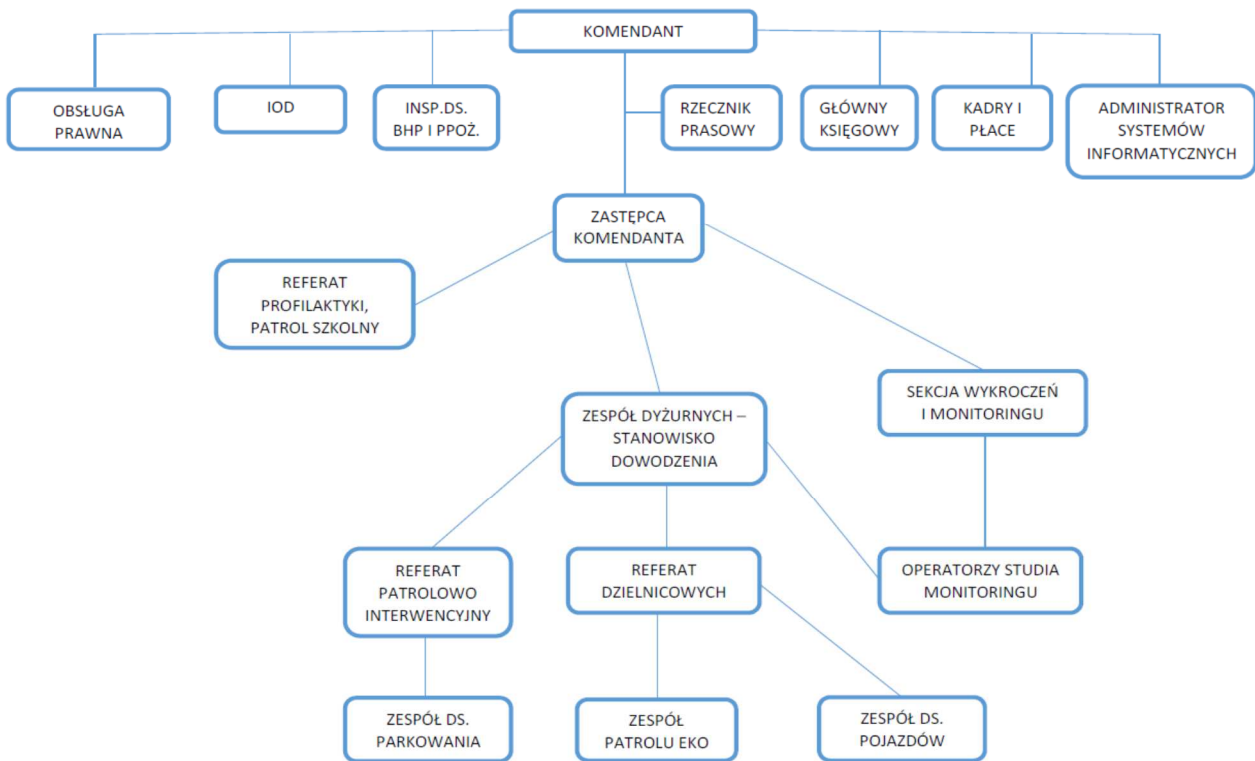 KOMENDANT
OBSŁUGA
PRAWNA
IOD
INSP.DS.
BHP I PPOŻ.
RZECZNIK
PRASOWY
GŁÓWNY
KSIĘGOWY
KADRY I
PŁACE
ADMINISTRATOR
SYSTEMÓW
INFORMATYCZNYCH
ZASTĘPCA
KOMENDANTA
REFERAT
PROFILAKTYKI,
PATROL SZKOLNY
SEKCJA WYKROCZEŃ
I MONITORINGU
ZESPÓŁ DYŻURNYCH –
STANOWISKO
DOWODZENIA
REFERAT
PATROLOWO
INTERWENCYJNY
REFERAT
DZIELNICOWYCH
OPERATORZY STUDIA
MONITORINGU
ZESPÓŁ DS.
PARKOWANIA
ZESPÓŁ
PATROLU EKO
ZESPÓŁ DS.
POJAZDÓW